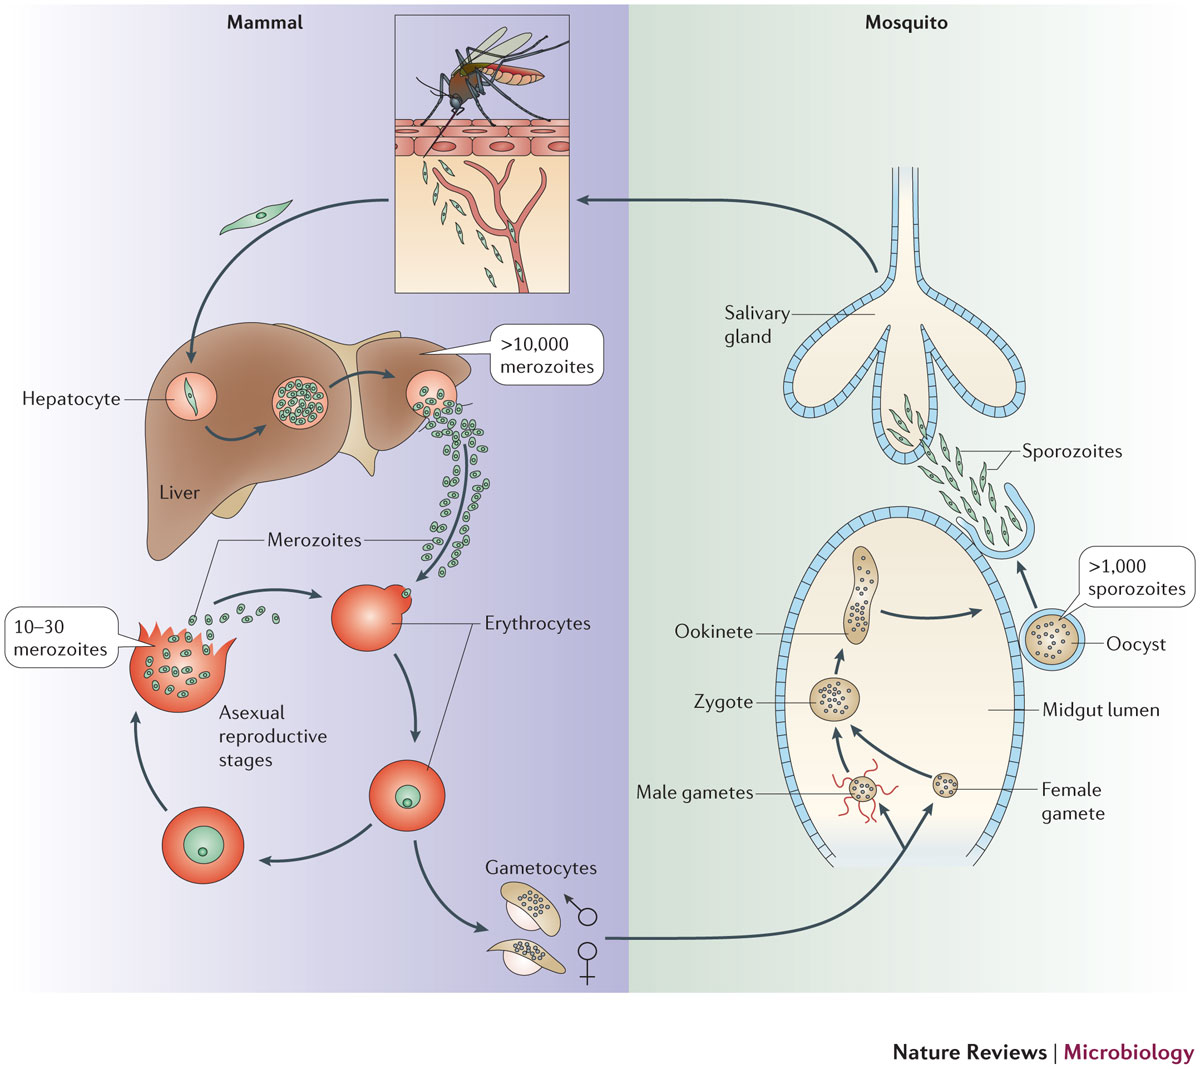 Mammal
Mosquito
Salivary
gland
>10,000
merozoites
Hepatocyte
Liver
Sporozoites
Merozoites
>1,000
sporozoites
10–30
merozoites
Erythrocytes
Ookinete
Oocyst
Zygote
Midgut lumen
Asexual
reproductive
stages
Male gametes
Female
gamete
Gametocytes
Nature Reviews | Microbiology